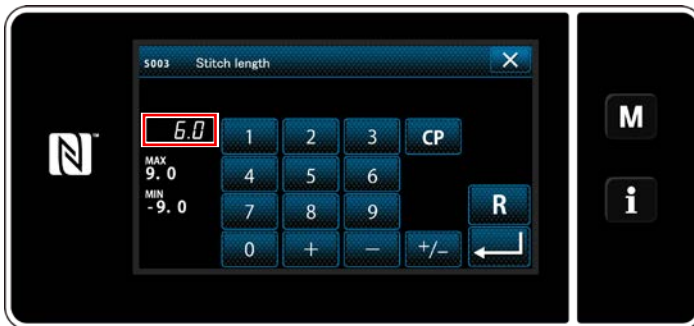 S003 Stitch length
6.0
1 2 3 CP
MAX
9.0
4 5 6
MIN
-9.0
7 8 9 R
0 + − +/−
M
i